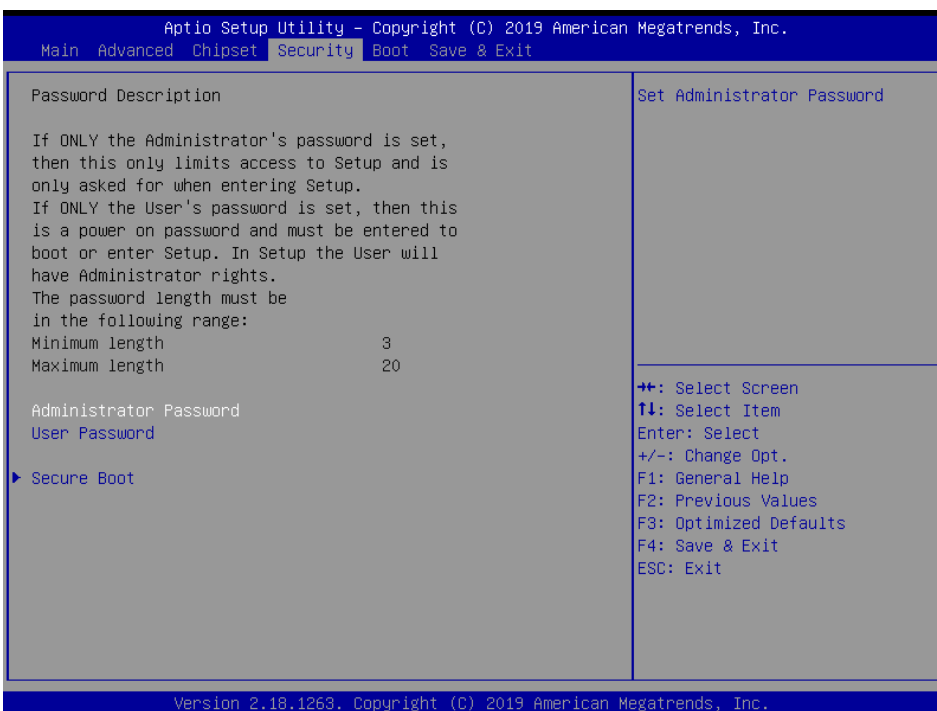 Aptio Setup Utility – Copyright (C) 2019 American Megatrends, Inc.
Main Advanced Chipset Security Boot Save & Exit
Password Description
If ONLY the Administrator's password is set,
then this only limits access to Setup and is
only asked for when entering Setup.
If ONLY the User's password is set, then this
is a power on password and must be entered to
boot or enter Setup. In Setup the User will
have Administrator rights.
The password length must be
in the following range:
Minimum length 3
Maximum length 20
Administrator Password
User Password
Secure Boot
Set Administrator Password
→←: Select Screen
↑↓: Select Item
Enter: Select
+/-: Change Opt.
F1: General Help
F2: Previous Values
F3: Optimized Defaults
F4: Save & Exit
ESC: Exit
Version 2.18.1263. Copyright (C) 2019 American Megatrends, Inc.